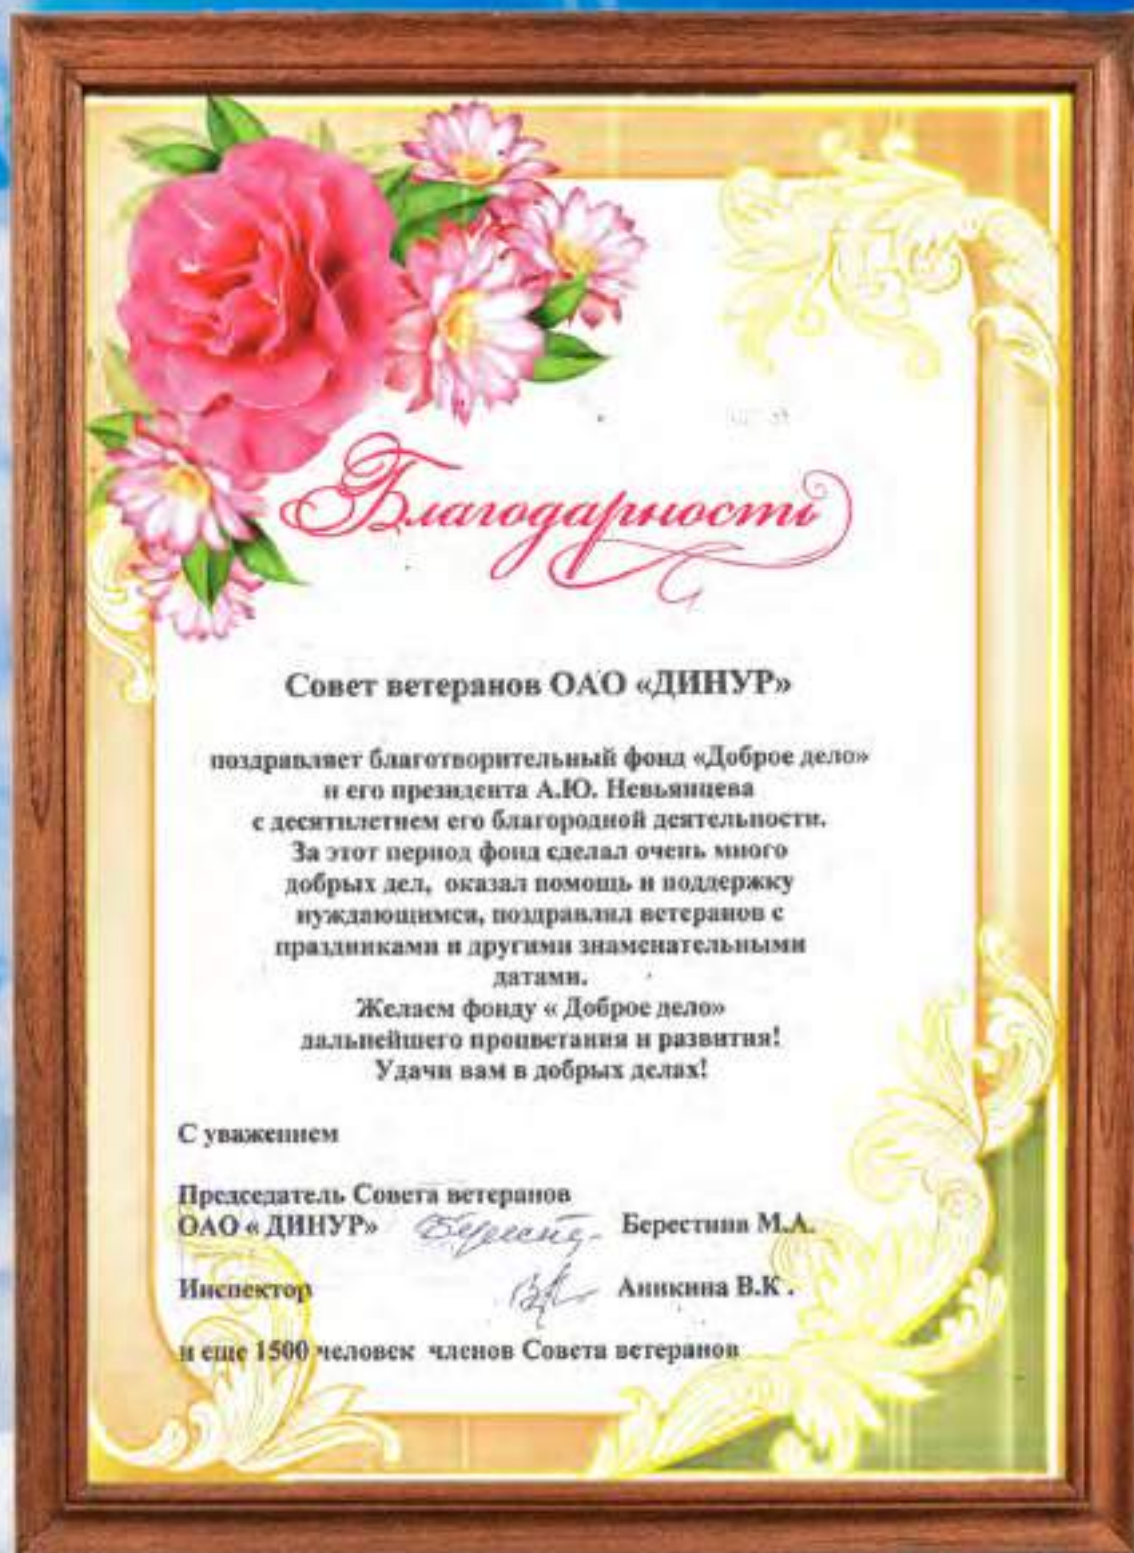 Благодарность
Совет ветеранов ОАО «ДИНУР»
поздравляет благотворительный фонд «Доброе дело»
и его президента А.Ю. Невьянцева
с десятилетием его благородной деятельности.
За этот период фонд сделал очень много
добрых дел, оказал помощь и поддержку
нуждающимся, поздравлял ветеранов с
праздниками и другими знаменательными
датами.
Желаем фонду « Доброе дело»
дальнейшего процветания и развития!
Удачи вам в добрых делах!
С уважением
Председатель Совета ветеранов
ОАО « ДИНУР» Берестина М.А.
Инспектор Аникина В.К .
и еще 1500 человек членов Совета ветеранов